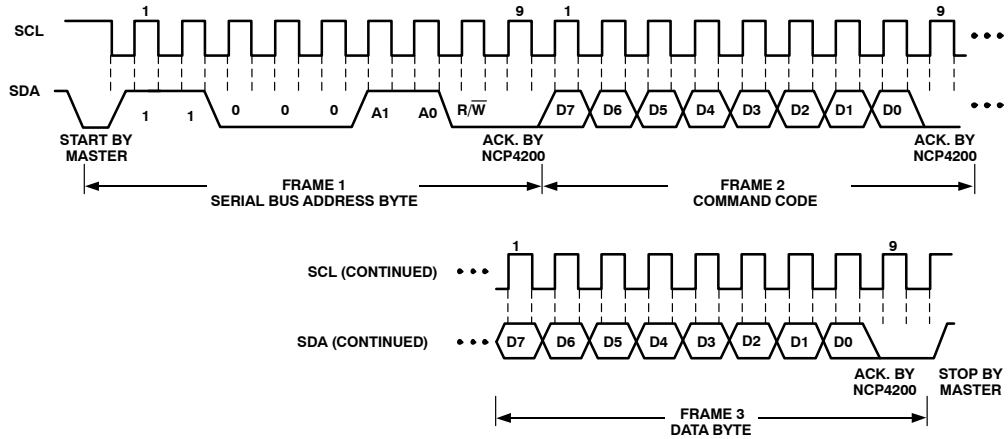 1 9 1 9
SCL
SDA
1 1 0 0 0 A1 A0 R/W̅ D7 D6 D5 D4 D3 D2 D1 D0
START BY
MASTER
ACK. BY
NCP4200
ACK. BY
NCP4200
FRAME 1
SERIAL BUS ADDRESS BYTE
FRAME 2
COMMAND CODE
1 9
SCL (CONTINUED)
SDA (CONTINUED) D7 D6 D5 D4 D3 D2 D1 D0
ACK. BY
NCP4200
STOP BY
MASTER
FRAME 3
DATA BYTE